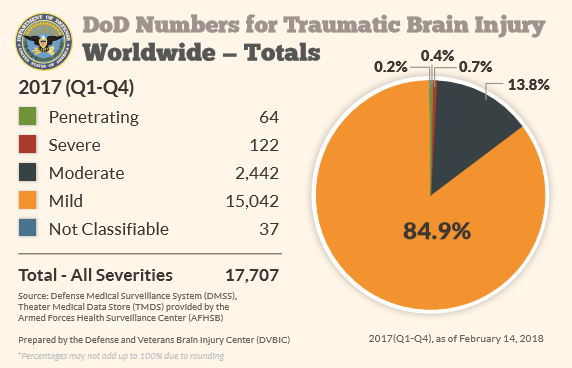 DoD Numbers for Traumatic Brain Injury
Worldwide – Totals
2017 (Q1-Q4)
Penetrating 64
Severe 122
Moderate 2,442
Mild 15,042
Not Classifiable 37
Total - All Severities 17,707
0.2%
0.4%
0.7%
13.8%
84.9%
Source: Defense Medical Surveillance System (DMSS),
Theater Medical Data Store (TMDS) provided by the
Armed Forces Health Surveillance Center (AFHSB)
Prepared by the Defense and Veterans Brain Injury Center (DVBIC)
2017(Q1-Q4), as of February 14, 2018
*Percentages may not add up to 100% due to rounding